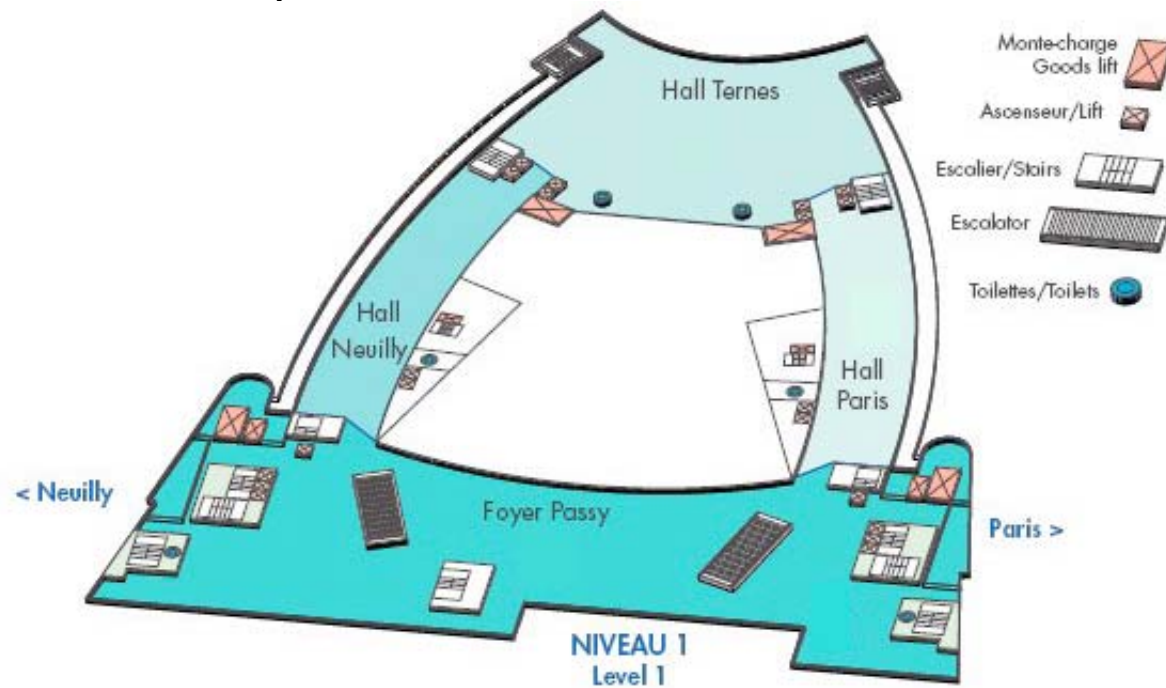 Hall Ternes
Monte-charge
Goods lift
Ascenseur/Lift
Escalier/Stairs
Escalator
Toilettes/Toilets
Hall
Neuilly
Hall
Paris
< Neuilly
Foyer Passy
Paris >
NIVEAU 1
Level 1